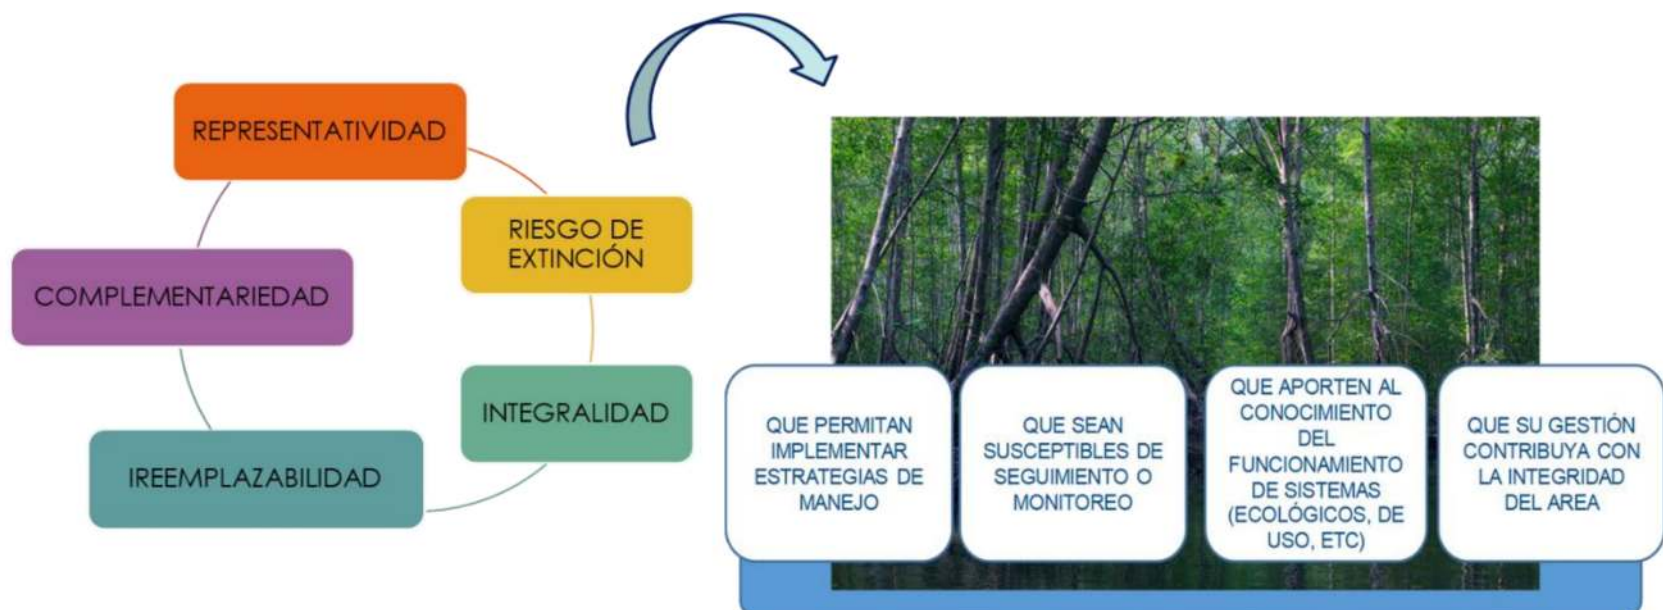 REPRESENTATIVIDAD
RIESGO DE
EXTINCIÓN
INTEGRALIDAD
IREEMPLAZABILIDAD
COMPLEMENTARIEDAD
QUE PERMITAN
IMPLEMENTAR
ESTRATEGIAS DE
MANEJO
QUE SEAN
SUSCEPTIBLES DE
SEGUIMIENTO O
MONITOREO
QUE APORTEN AL
CONOCIMIENTO
DEL
FUNCIONAMIENTO
DE SISTEMAS
(ECOLÓGICOS, DE
USO, ETC)
QUE SU GESTIÓN
CONTRIBUYA CON
LA INTEGRIDAD
DEL AREA